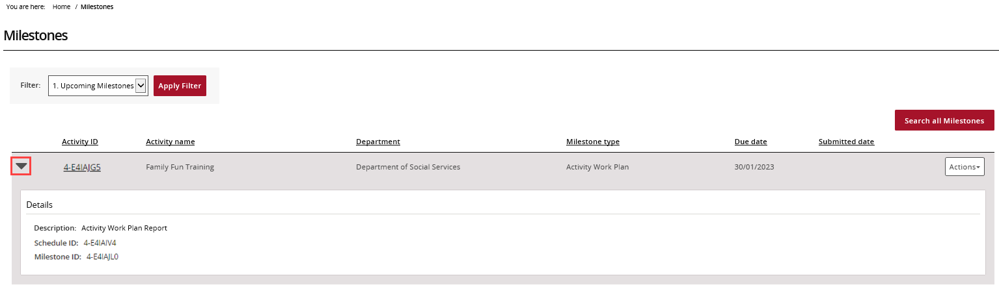 You are here: Home / Milestones
Milestones
Filter: 1. Upcoming Milestones Apply Filter
Search all Milestones
Activity ID Activity name Department Milestone type Due date Submitted date
4-E4IAJG5 Family Fun Training Department of Social Services Activity Work Plan 30/01/2023 Actions
Details
Description: Activity Work Plan Report
Schedule ID: 4-E4IAIV4
Milestone ID: 4-E4IAJL0